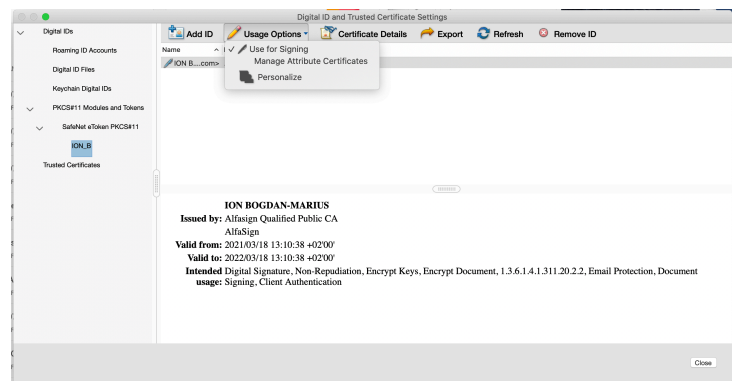 Digital ID and Trusted Certificate Settings
Digital IDs
Roaming ID Accounts
Digital ID Files
Keychain Digital IDs
PKCS#11 Modules and Tokens
SafeNet eToken PKCS#11
ION_B
Trusted Certificates
Add ID Usage Options Certificate Details Export Refresh Remove ID
Name
ION B....com>
Use for Signing
Manage Attribute Certificates
Personalize
ION BOGDAN-MARIUS
Issued by: Alfasign Qualified Public CA
AlfaSign
Valid from: 2021/03/18 13:10:38 +02'00'
Valid to: 2022/03/18 13:10:38 +02'00'
Intended Digital Signature, Non-Repudiation, Encrypt Keys, Encrypt Document, 1.3.6.1.4.1.311.20.2.2, Email Protection, Document
usage: Signing, Client Authentication
Close